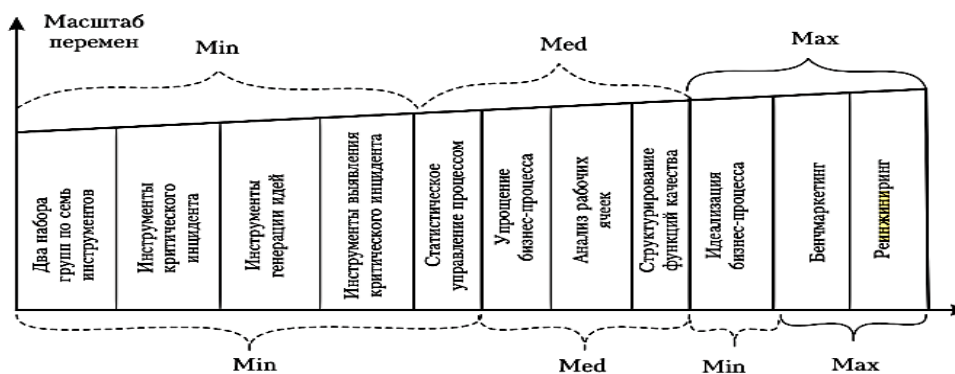 Масштаб
перемен
Min
Med
Max
Два набора
групп по семь
инструментов
Инструменты
критического
инцидента
Инструменты
генерации идей
Инструменты выявления
критического инцидента
Статистическое
управление процессом
Упрощение
бизнес-процесса
Анализ рабочих
ячеек
Структурирование
функций качества
Идеализация
бизнес-процесса
Бенчмаркетинг
Реинжиниринг
Min
Med
Min
Max